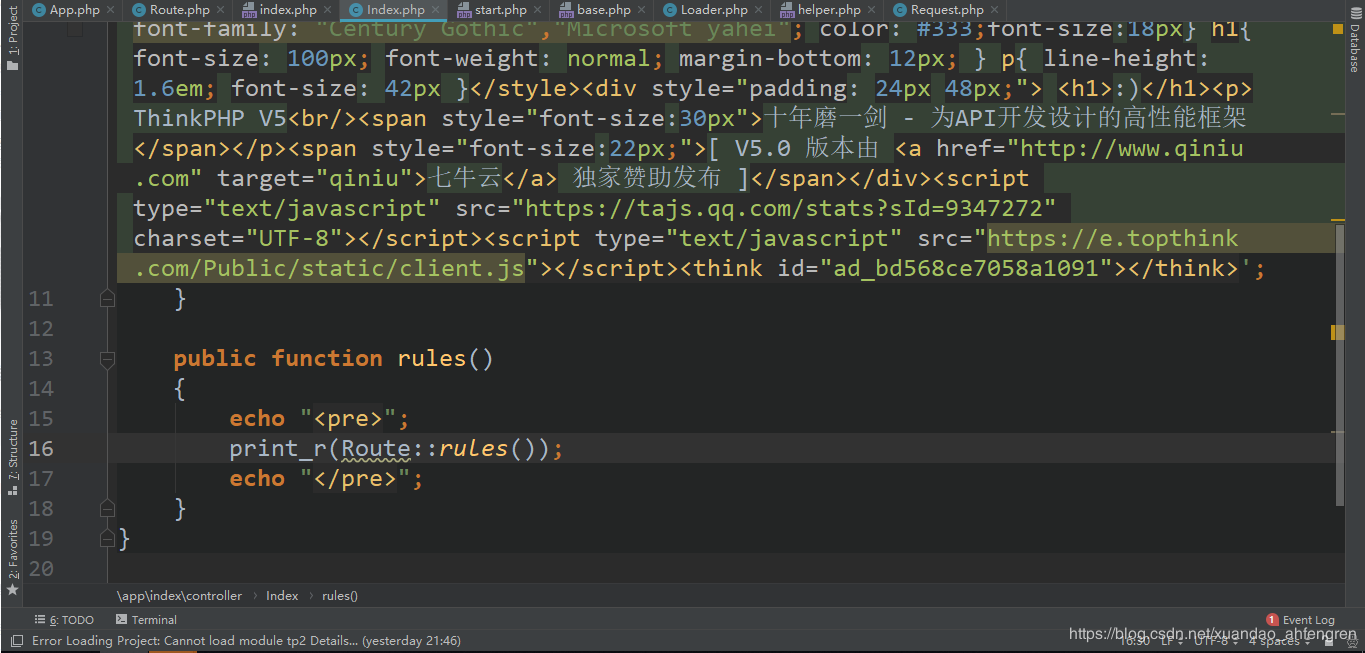 App.php Route.php index.php Index.php start.php base.php Loader.php helper.php Request.php
1: Project
Database
font-family: "Century Gothic","Microsoft yahei"; color: #333;font-size:18px} h1{
font-size: 100px; font-weight: normal; margin-bottom: 12px; } p{ line-height:
1.6em; font-size: 42px }</style><div style="padding: 24px 48px;"> <h1>:)</h1><p>
ThinkPHP V5<br/><span style="font-size:30px">十年磨一剑 - 为API开发设计的高性能框架
</span></p><span style="font-size:22px;">[ V5.0 版本由 <a href="http://www.qiniu
.com" target="qiniu">七牛云</a> 独家赞助发布 ]</span></div><script
type="text/javascript" src="https://tajs.qq.com/stats?sId=9347272"
charset="UTF-8"></script><script type="text/javascript" src="https://e.topthink
.com/Public/static/client.js"></script><think id="ad_bd568ce7058a1091"></think>';
11 }
12
13 public function rules()
14 {
15 echo "<pre>";
16 print_r(Route::rules());
17 echo "</pre>";
18 }
19 }
20
7: Structure
2: Favorites
\app\index\controller › Index › rules()
6: TODO Terminal
1 Event Log
Error Loading Project: Cannot load module tp2 Details... (yesterday 21:46)
16:30 LF UTF-8 4 spaces
https://blog.csdn.net/xuandao_ahfengren